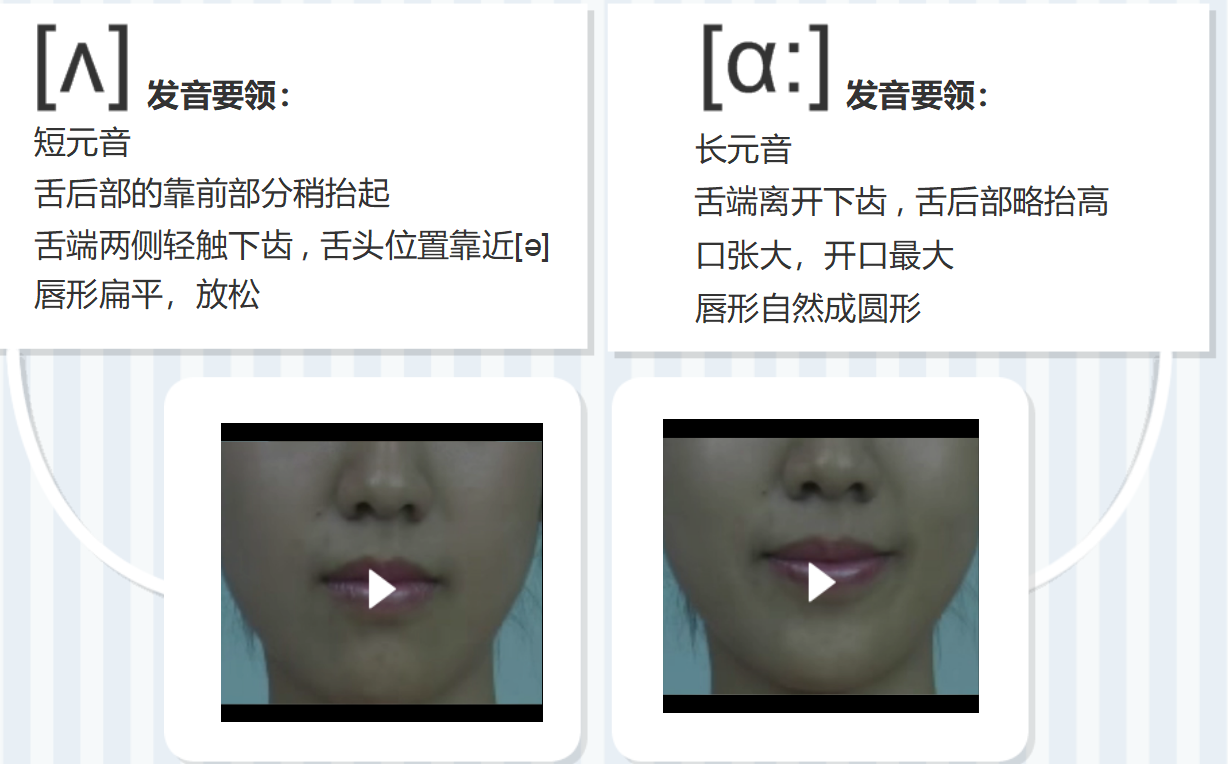 [ʌ] 发音要领：
短元音
舌后部的靠前部分稍抬起
舌端两侧轻触下齿，舌头位置靠近[ə]
唇形扁平，放松
[ɑ:] 发音要领：
长元音
舌端离开下齿，舌后部略抬高
口张大，开口最大
唇形自然成圆形